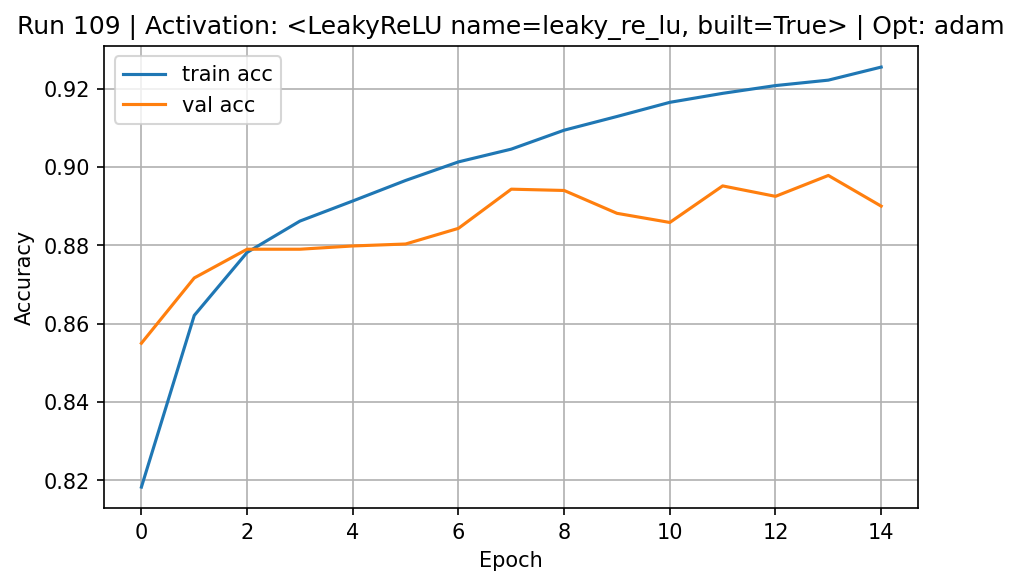 Run 109 | Activation: <LeakyReLU name=leaky_re_lu, built=True> | Opt: adam
train acc
val acc
0.92
0.90
0.88
0.86
0.84
0.82
Accuracy
0 2 4 6 8 10 12 14
Epoch